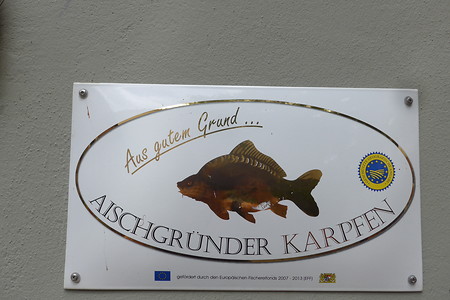 Aus gutem Grund...
AISCHGRÜNDER KARPFEN
gefördert durch den Europäischen Fischereifonds 2007 - 2013 (EFF)